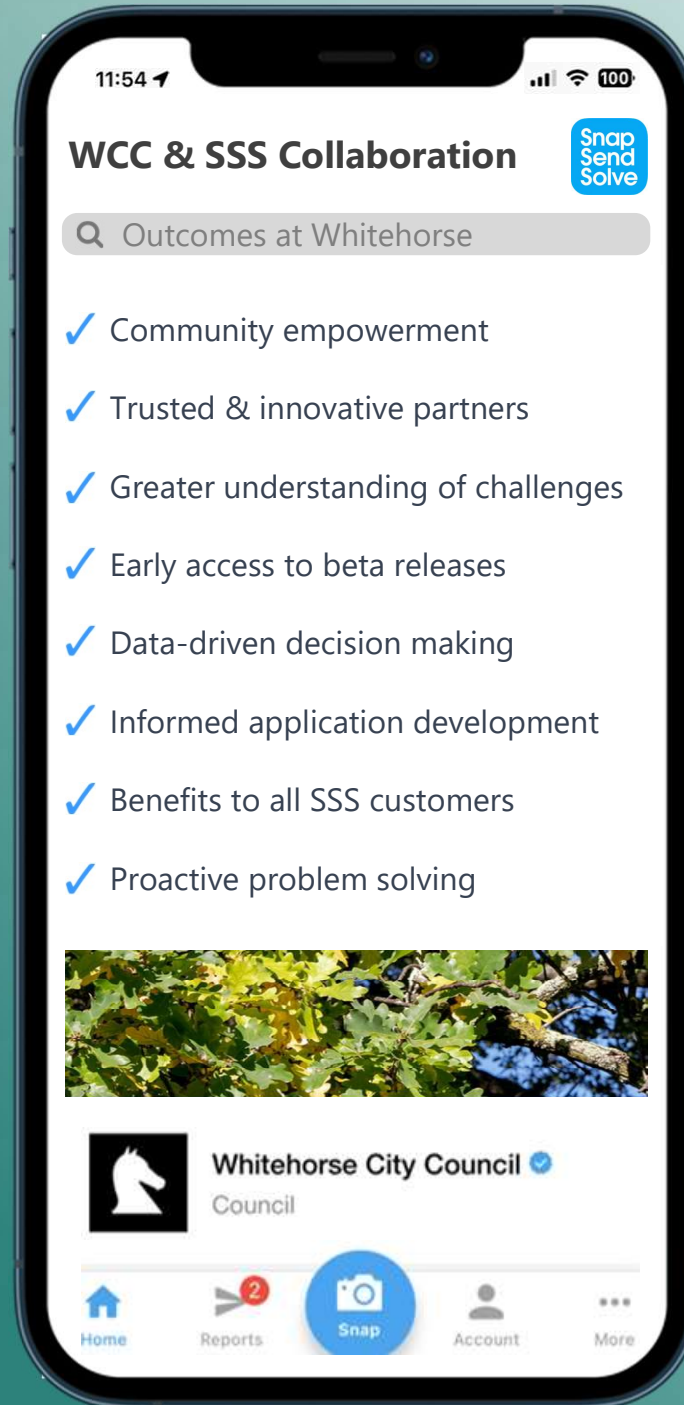 11:54
100
WCC & SSS Collaboration
Snap
Send
Solve
Outcomes at Whitehorse
✓ Community empowerment
✓ Trusted & innovative partners
✓ Greater understanding of challenges
✓ Early access to beta releases
✓ Data-driven decision making
✓ Informed application development
✓ Benefits to all SSS customers
✓ Proactive problem solving
Whitehorse City Council
Council
2
Home
Reports
Snap
Account
More